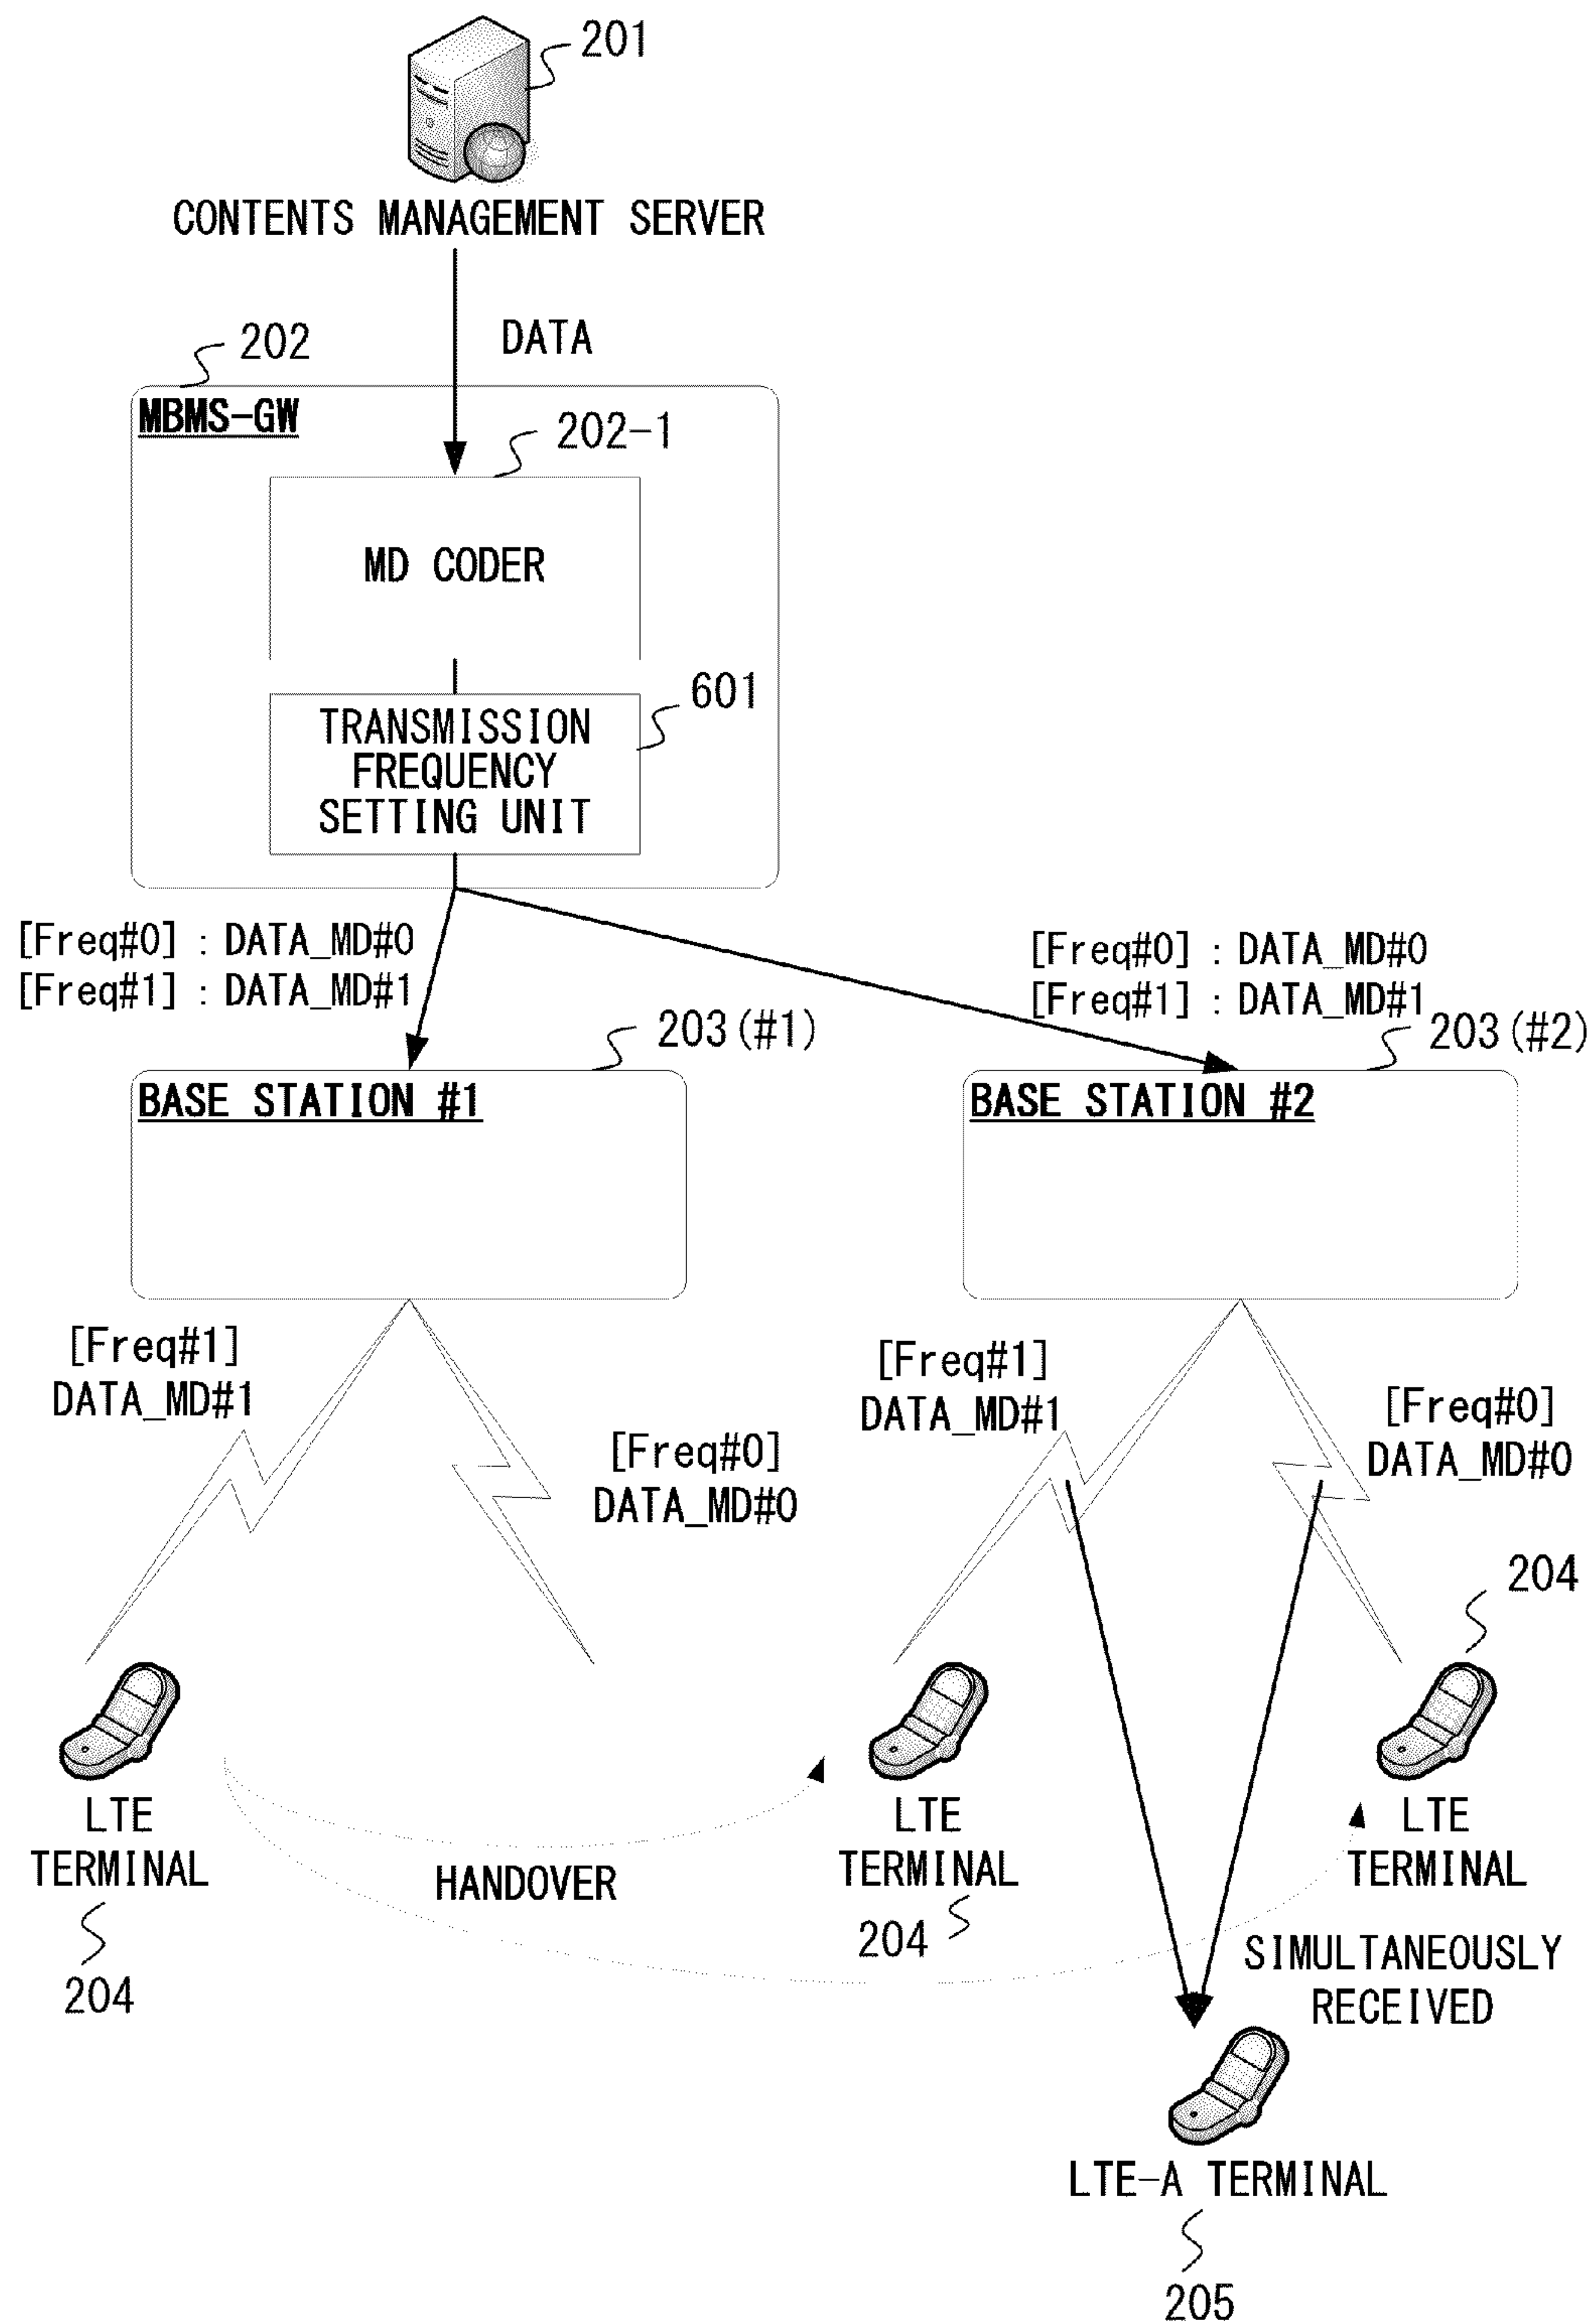 201
CONTENTS MANAGEMENT SERVER
DATA
202
MBMS-GW
202-1
MD CODER
601
TRANSMISSION
FREQUENCY
SETTING UNIT
[Freq#0] : DATA_MD#0
[Freq#1] : DATA_MD#1
[Freq#0] : DATA_MD#0
[Freq#1] : DATA_MD#1
203(#1)
203(#2)
BASE STATION #1
BASE STATION #2
[Freq#1]
DATA_MD#1
[Freq#0]
DATA_MD#0
[Freq#1]
DATA_MD#1
[Freq#0]
DATA_MD#0
204
LTE
TERMINAL
204
HANDOVER
LTE
TERMINAL
204
LTE
TERMINAL
SIMULTANEOUSLY
RECEIVED
LTE-A TERMINAL
205